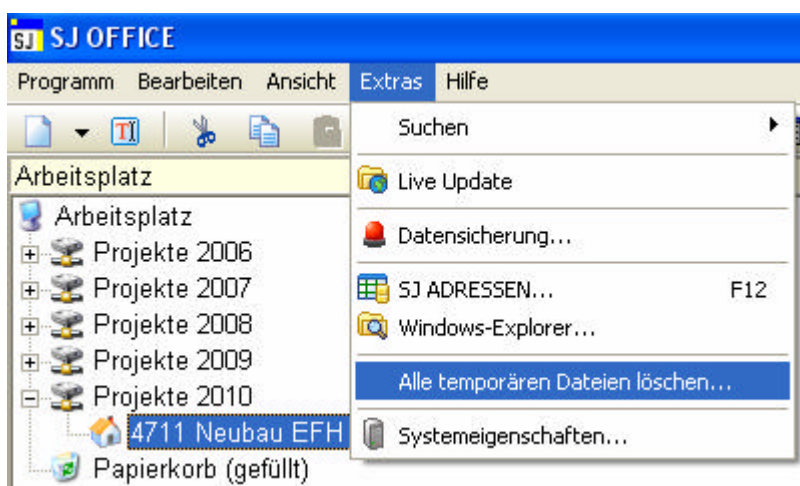 SJ SJ OFFICE
Programm Bearbeiten Ansicht Extras Hilfe
Suchen
Arbeitsplatz
Live Update
Arbeitsplatz
Datensicherung...
Projekte 2006
Projekte 2007
SJ ADRESSEN... F12
Projekte 2008
Windows-Explorer...
Projekte 2009
Projekte 2010
Alle temporären Dateien löschen...
4711 Neubau EFH
Systemeigenschaften...
Papierkorb (gefüllt)